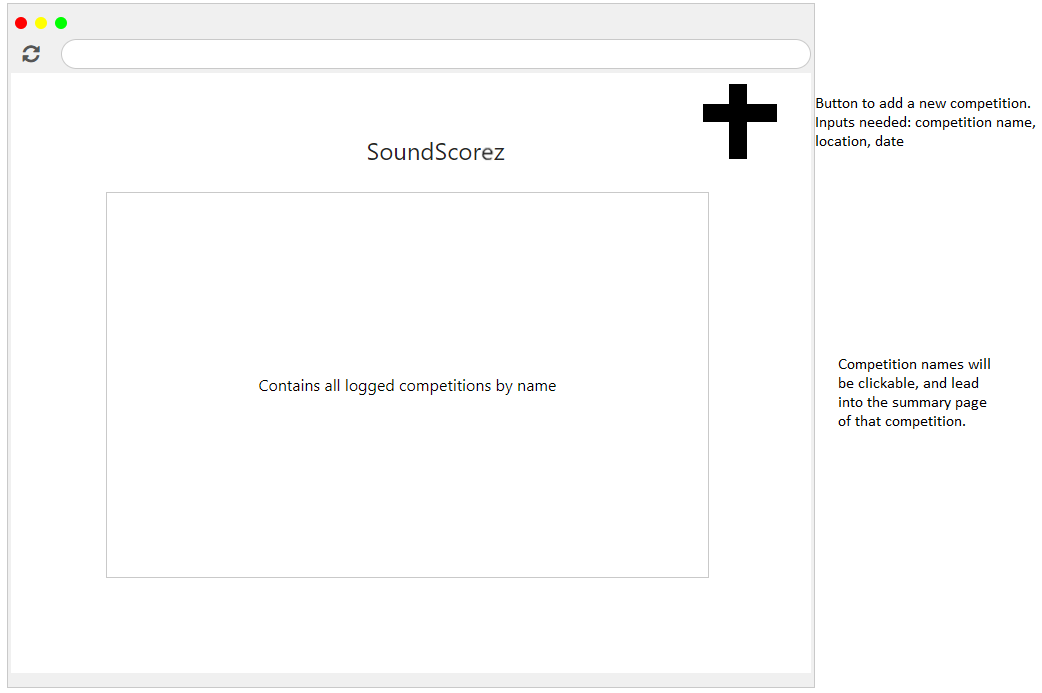 Button to add a new competition.
Inputs needed: competition name,
location, date
SoundScorez
Contains all logged competitions by name
Competition names will
be clickable, and lead
into the summary page
of that competition.